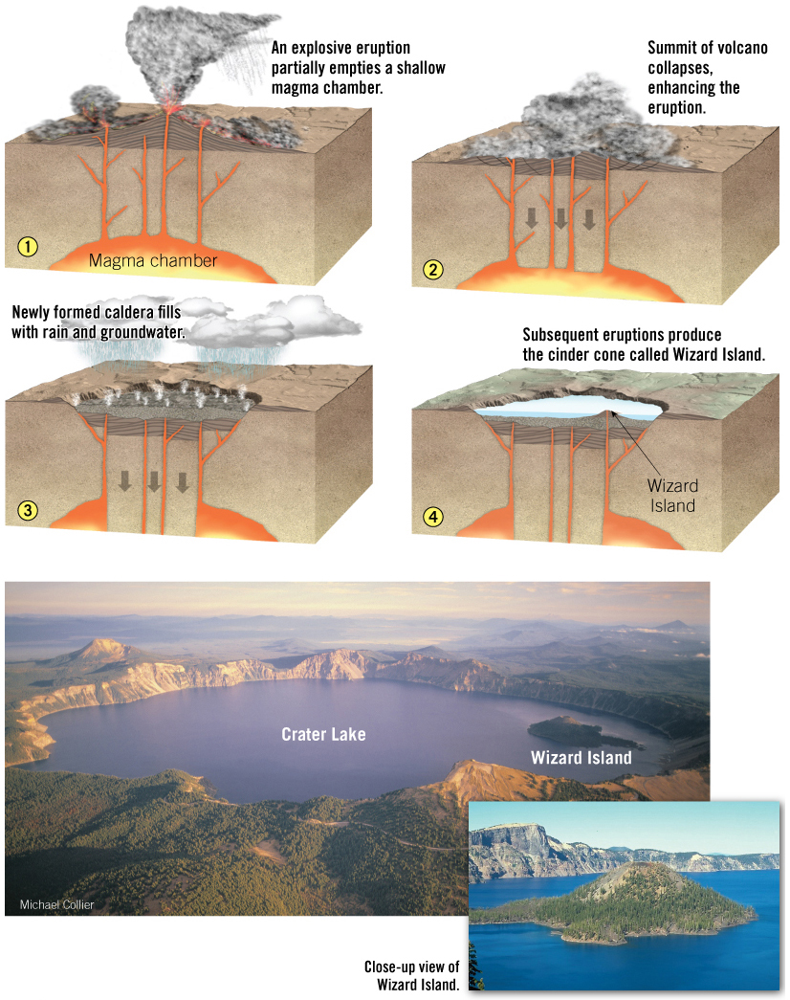 An explosive eruption
partially empties a shallow
magma chamber.
1
Magma chamber
Summit of volcano
collapses,
enhancing the
eruption.
2
Newly formed caldera fills
with rain and groundwater.
3
Subsequent eruptions produce
the cinder cone called Wizard Island.
Wizard
Island
4
Crater Lake
Wizard Island
Michael Collier
Close-up view of
Wizard Island.